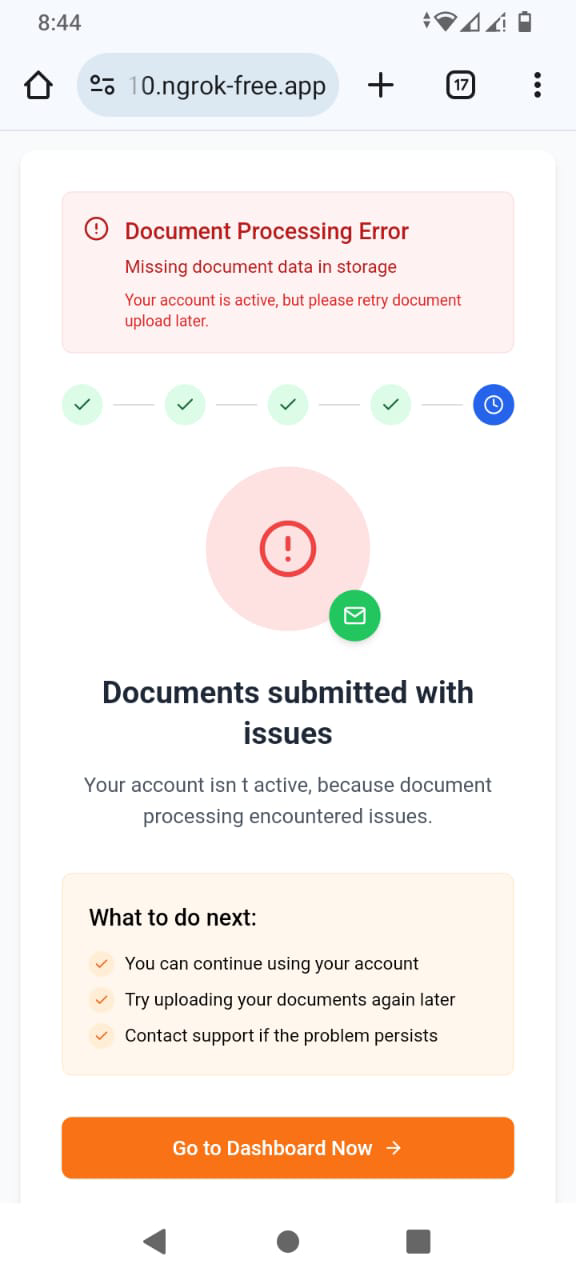 8:44
10.ngrok-free.app
17
Document Processing Error
Missing document data in storage
Your account is active, but please retry document
upload later.
Documents submitted with
issues
Your account isn t active, because document
processing encountered issues.
What to do next:
You can continue using your account
Try uploading your documents again later
Contact support if the problem persists
Go to Dashboard Now →